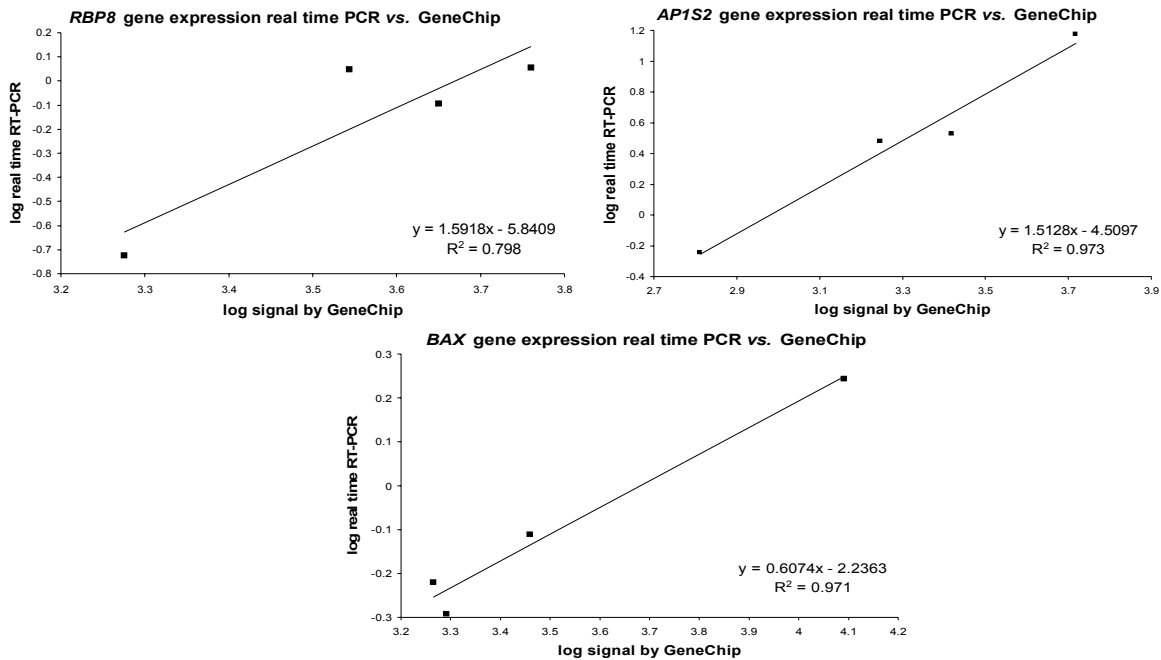 RBP8 gene expression real time PCR vs. GeneChip
log real time RT-PCR
0.2
0.1
0
-0.1
-0.2
-0.3
-0.4
-0.5
-0.6
-0.7
-0.8
y = 1.5918x - 5.8409
R² = 0.798
3.2 3.3 3.4 3.5 3.6 3.7 3.8
log signal by GeneChip
AP1S2 gene expression real time PCR vs. GeneChip
log real time RT-PCR
1.2
1
0.8
0.6
0.4
0.2
0
-0.2
-0.4
y = 1.5128x - 4.5097
R² = 0.973
2.7 2.9 3.1 3.3 3.5 3.7 3.9
log signal by GeneChip
BAX gene expression real time PCR vs. GeneChip
log real time RT-PCR
0.3
0.2
0.1
0
-0.1
-0.2
-0.3
y = 0.6074x - 2.2363
R² = 0.971
3.2 3.3 3.4 3.5 3.6 3.7 3.8 3.9 4 4.1 4.2
log signal by GeneChip